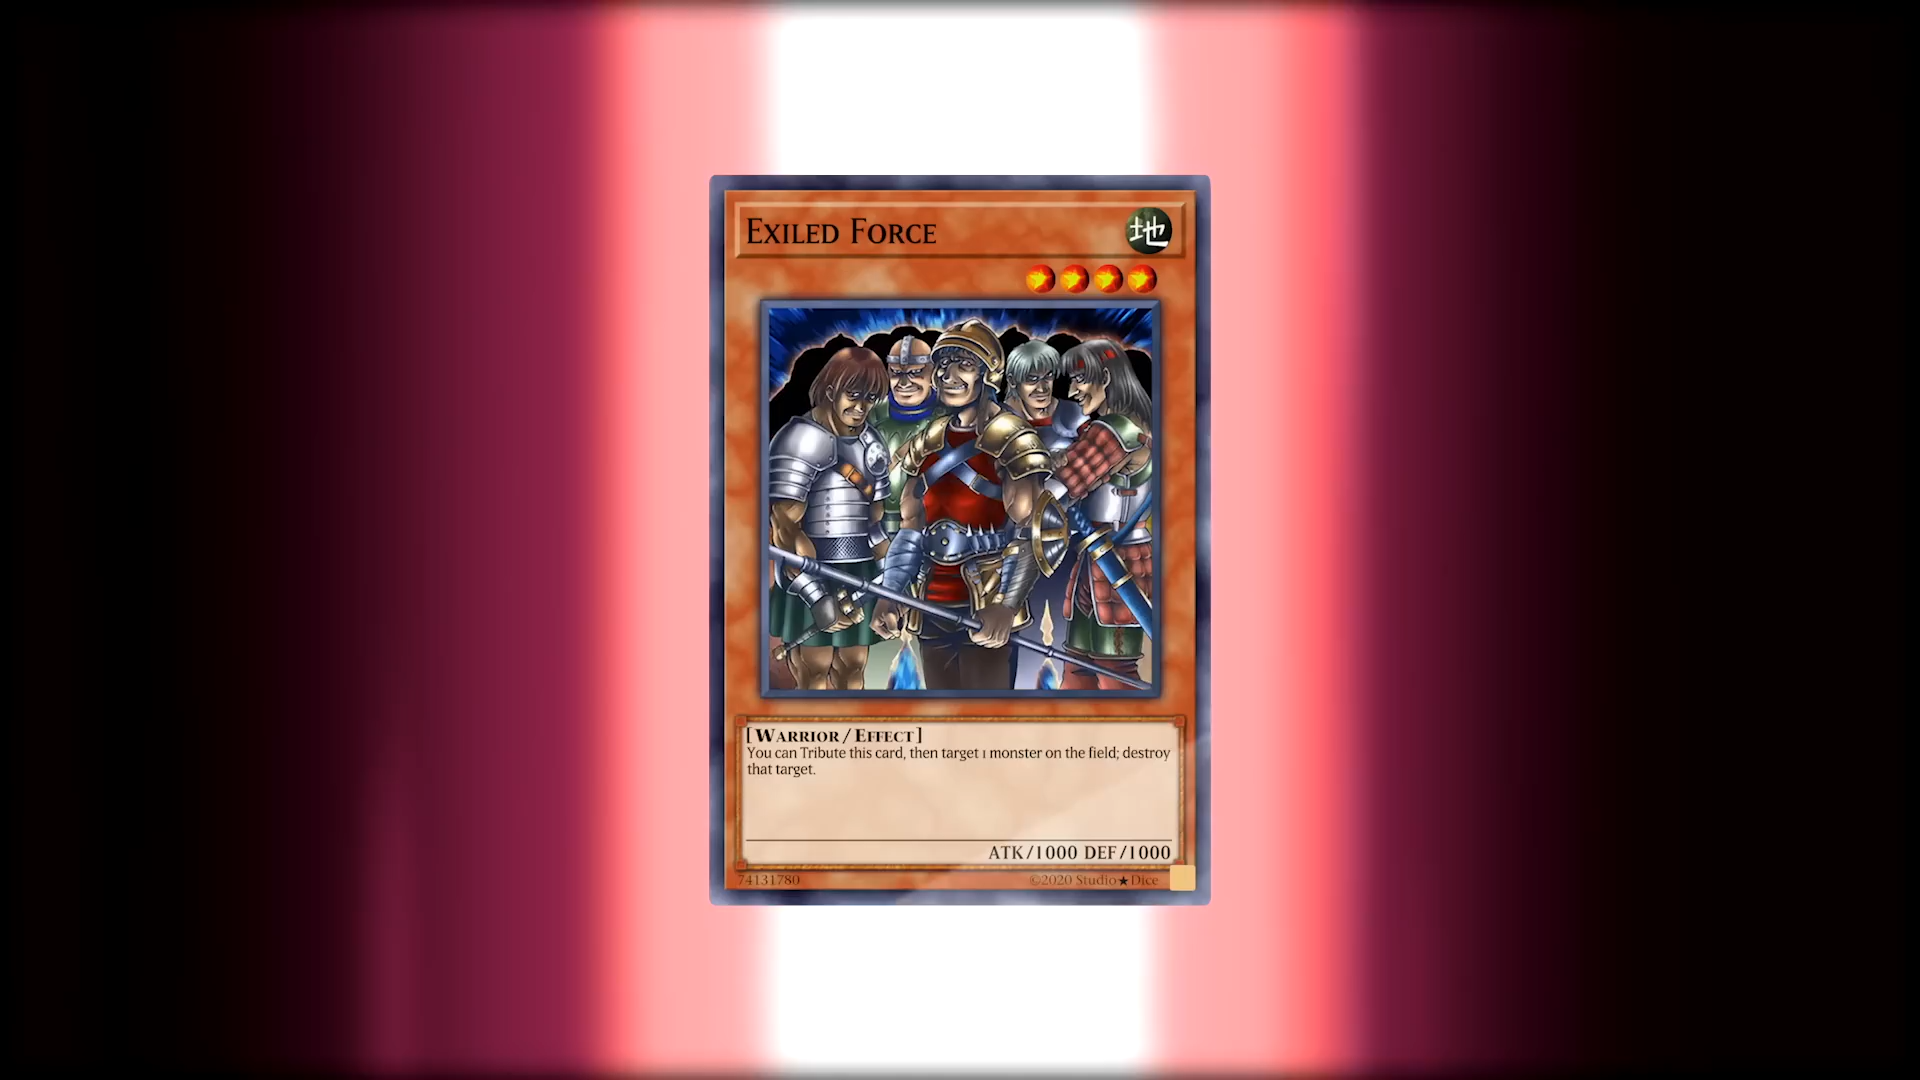 EXILED FORCE
地
[WARRIOR/EFFECT]
You can Tribute this card, then target 1 monster on the field; destroy
that target.
ATK/1000 DEF/1000
74131780
©2020 Studio★Dice